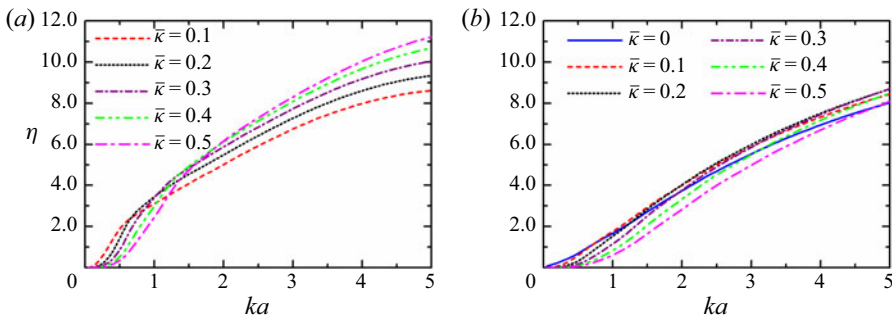 (a)
12.0
10.0
8.0
6.0
4.0
2.0
0
η
κ̄ = 0.1
κ̄ = 0.2
κ̄ = 0.3
κ̄ = 0.4
κ̄ = 0.5
1 2 3 4 5
ka
(b)
12.0
10.0
8.0
6.0
4.0
2.0
0
κ̄ = 0 κ̄ = 0.3
κ̄ = 0.1 κ̄ = 0.4
κ̄ = 0.2 κ̄ = 0.5
1 2 3 4 5
ka